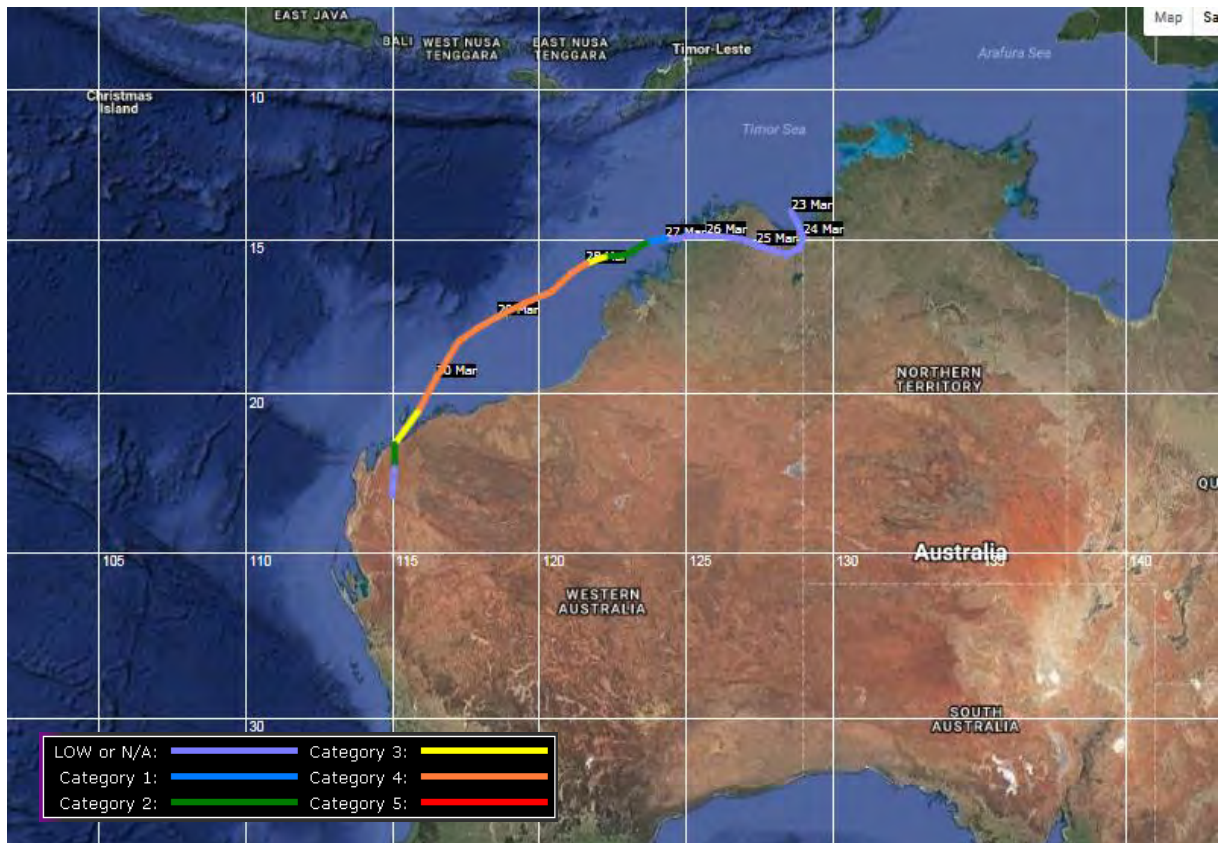 EAST JAVA
Map
BALI
WEST NUSA
TENGGARA
EAST NUSA
TENGGARA
Timor-Leste
Arafura Sea
Christmas
Island
10
Timor Sea
23 Mar
15
27 Mar
26 Mar
25 Mar
24 Mar
NORTHERN
TERRITORY
20
105
110
115
120
125
130
Australia
140
WESTERN
AUSTRALIA
SOUTH
AUSTRALIA
30
LOW or N/A:
Category 3:
Category 1:
Category 4:
Category 2:
Category 5: